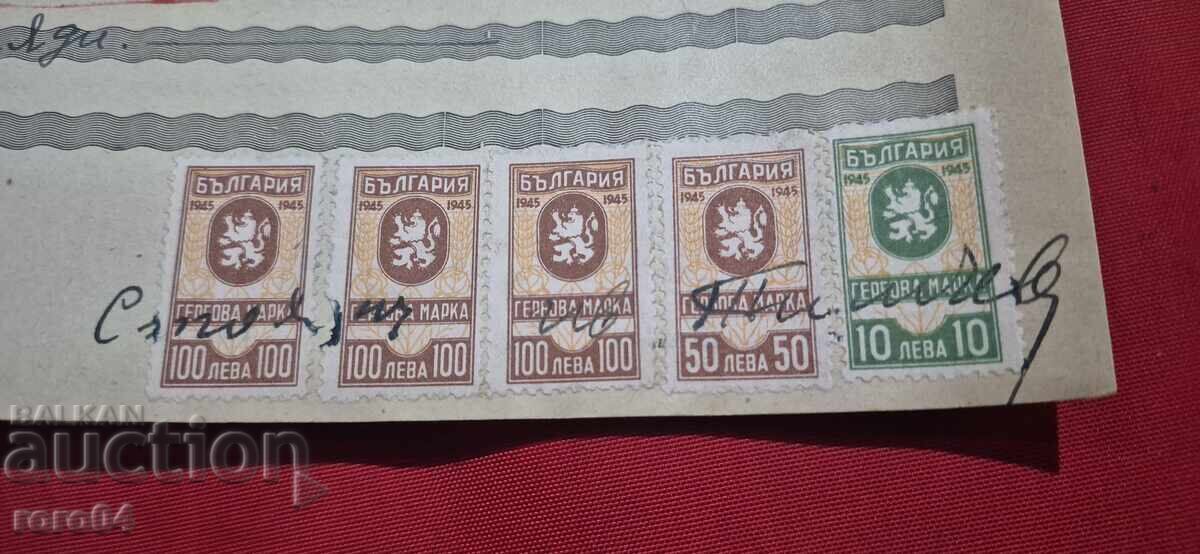 БЪЛГАРИЯ БЪЛГАРИЯ БЪЛГАРИЯ БЪЛГАРИЯ БЪЛГАРИЯ
1945 1945 1945 1945 1945 1945 1945 1945 1945 1945
ГЕРБОВА МАРКА ГЕРБОВА МАРКА ГЕРБОВА МАРКА ГЕРБОВА МАРКА ГЕРБОВА МАРКА
100 ЛЕВА 100 100 ЛЕВА 100 100 ЛЕВА 100 50 ЛЕВА 50 10 ЛЕВА 10
BALKAN
auction
roro64